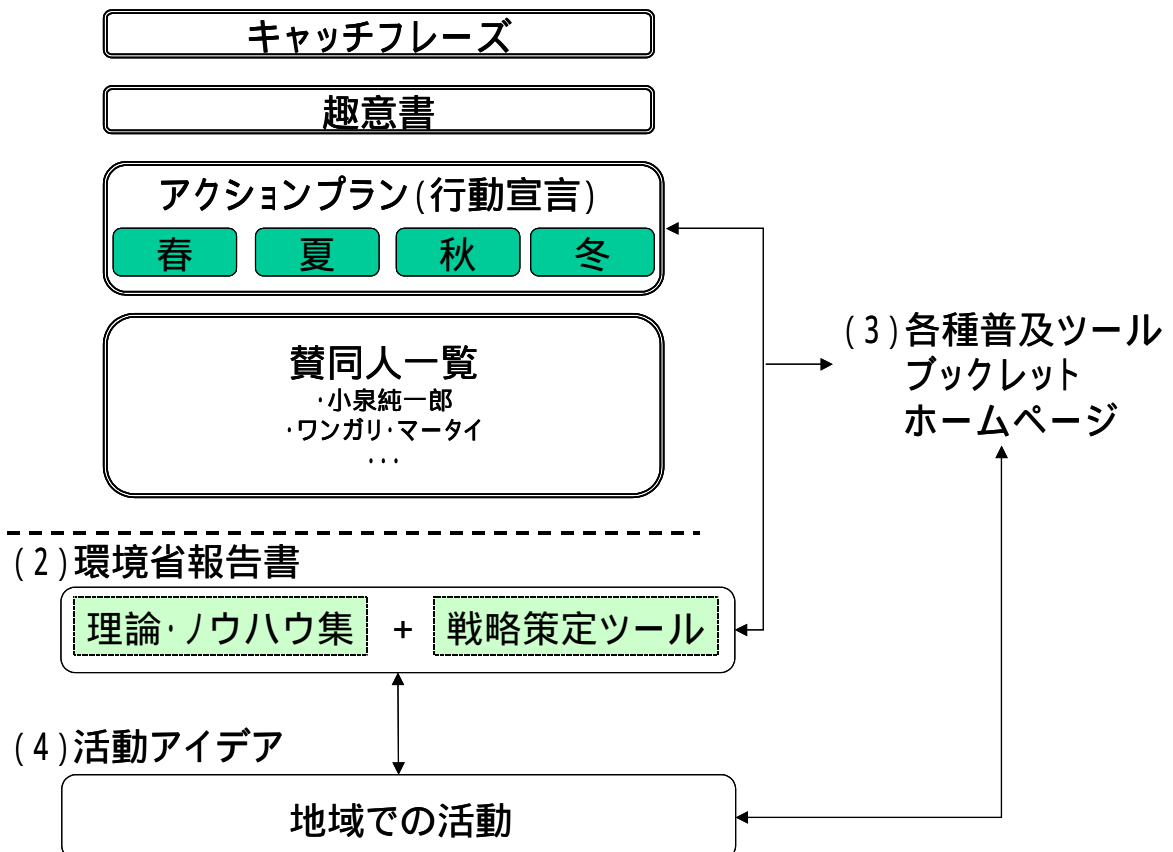 キャッチフレーズ
趣意書
アクションプラン(行動宣言)
春 夏 秋 冬
賛同人一覧
・小泉純一郎
・ワンガリ・マータイ
・・・
(3)各種普及ツール
ブックレット
ホームページ
(2)環境省報告書
理論・ノウハウ集 + 戦略策定ツール
(4)活動アイデア
地域での活動